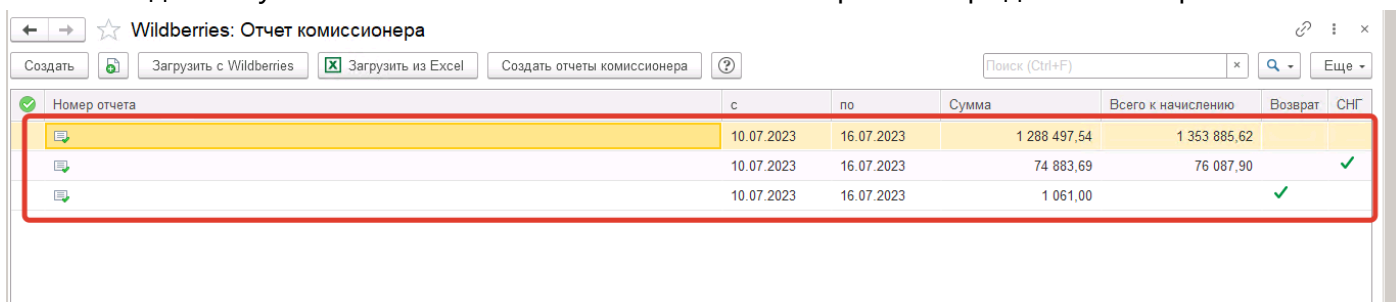 Wildberries: Отчет комиссионера
Создать Загрузить с Wildberries Загрузить из Excel Создать отчеты комиссионера ? Поиск (Ctrl+F) × Еще
Номер отчета с по Сумма Всего к начислению Возврат СНГ
10.07.2023 16.07.2023 1 288 497,54 1 353 885,62
10.07.2023 16.07.2023 74 883,69 76 087,90
10.07.2023 16.07.2023 1 061,00